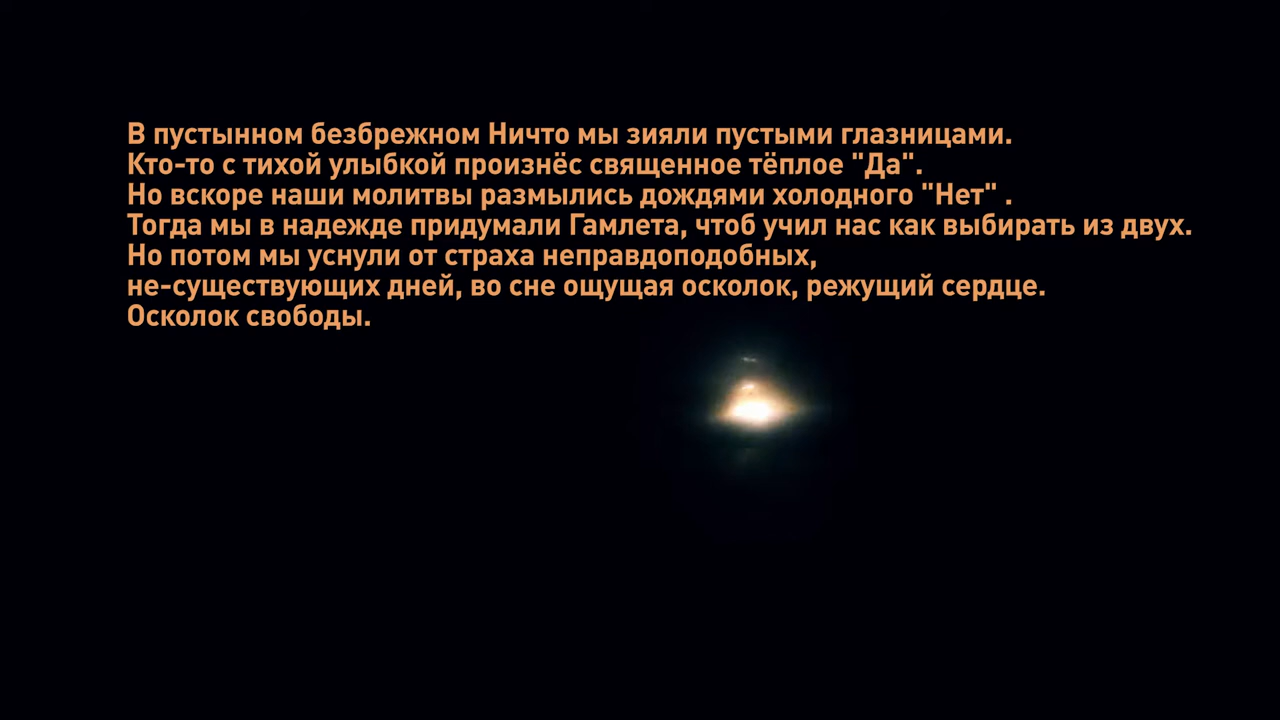 В пустынном безбрежном Ничто мы зияли пустыми глазницами.
Кто-то с тихой улыбкой произнёс священное тёплое "Да".
Но вскоре наши молитвы размылись дождями холодного "Нет" .
Тогда мы в надежде придумали Гамлета, чтоб учил нас как выбирать из двух.
Но потом мы уснули от страха неправдоподобных,
не-существующих дней, во сне ощущая осколок, режущий сердце.
Осколок свободы.